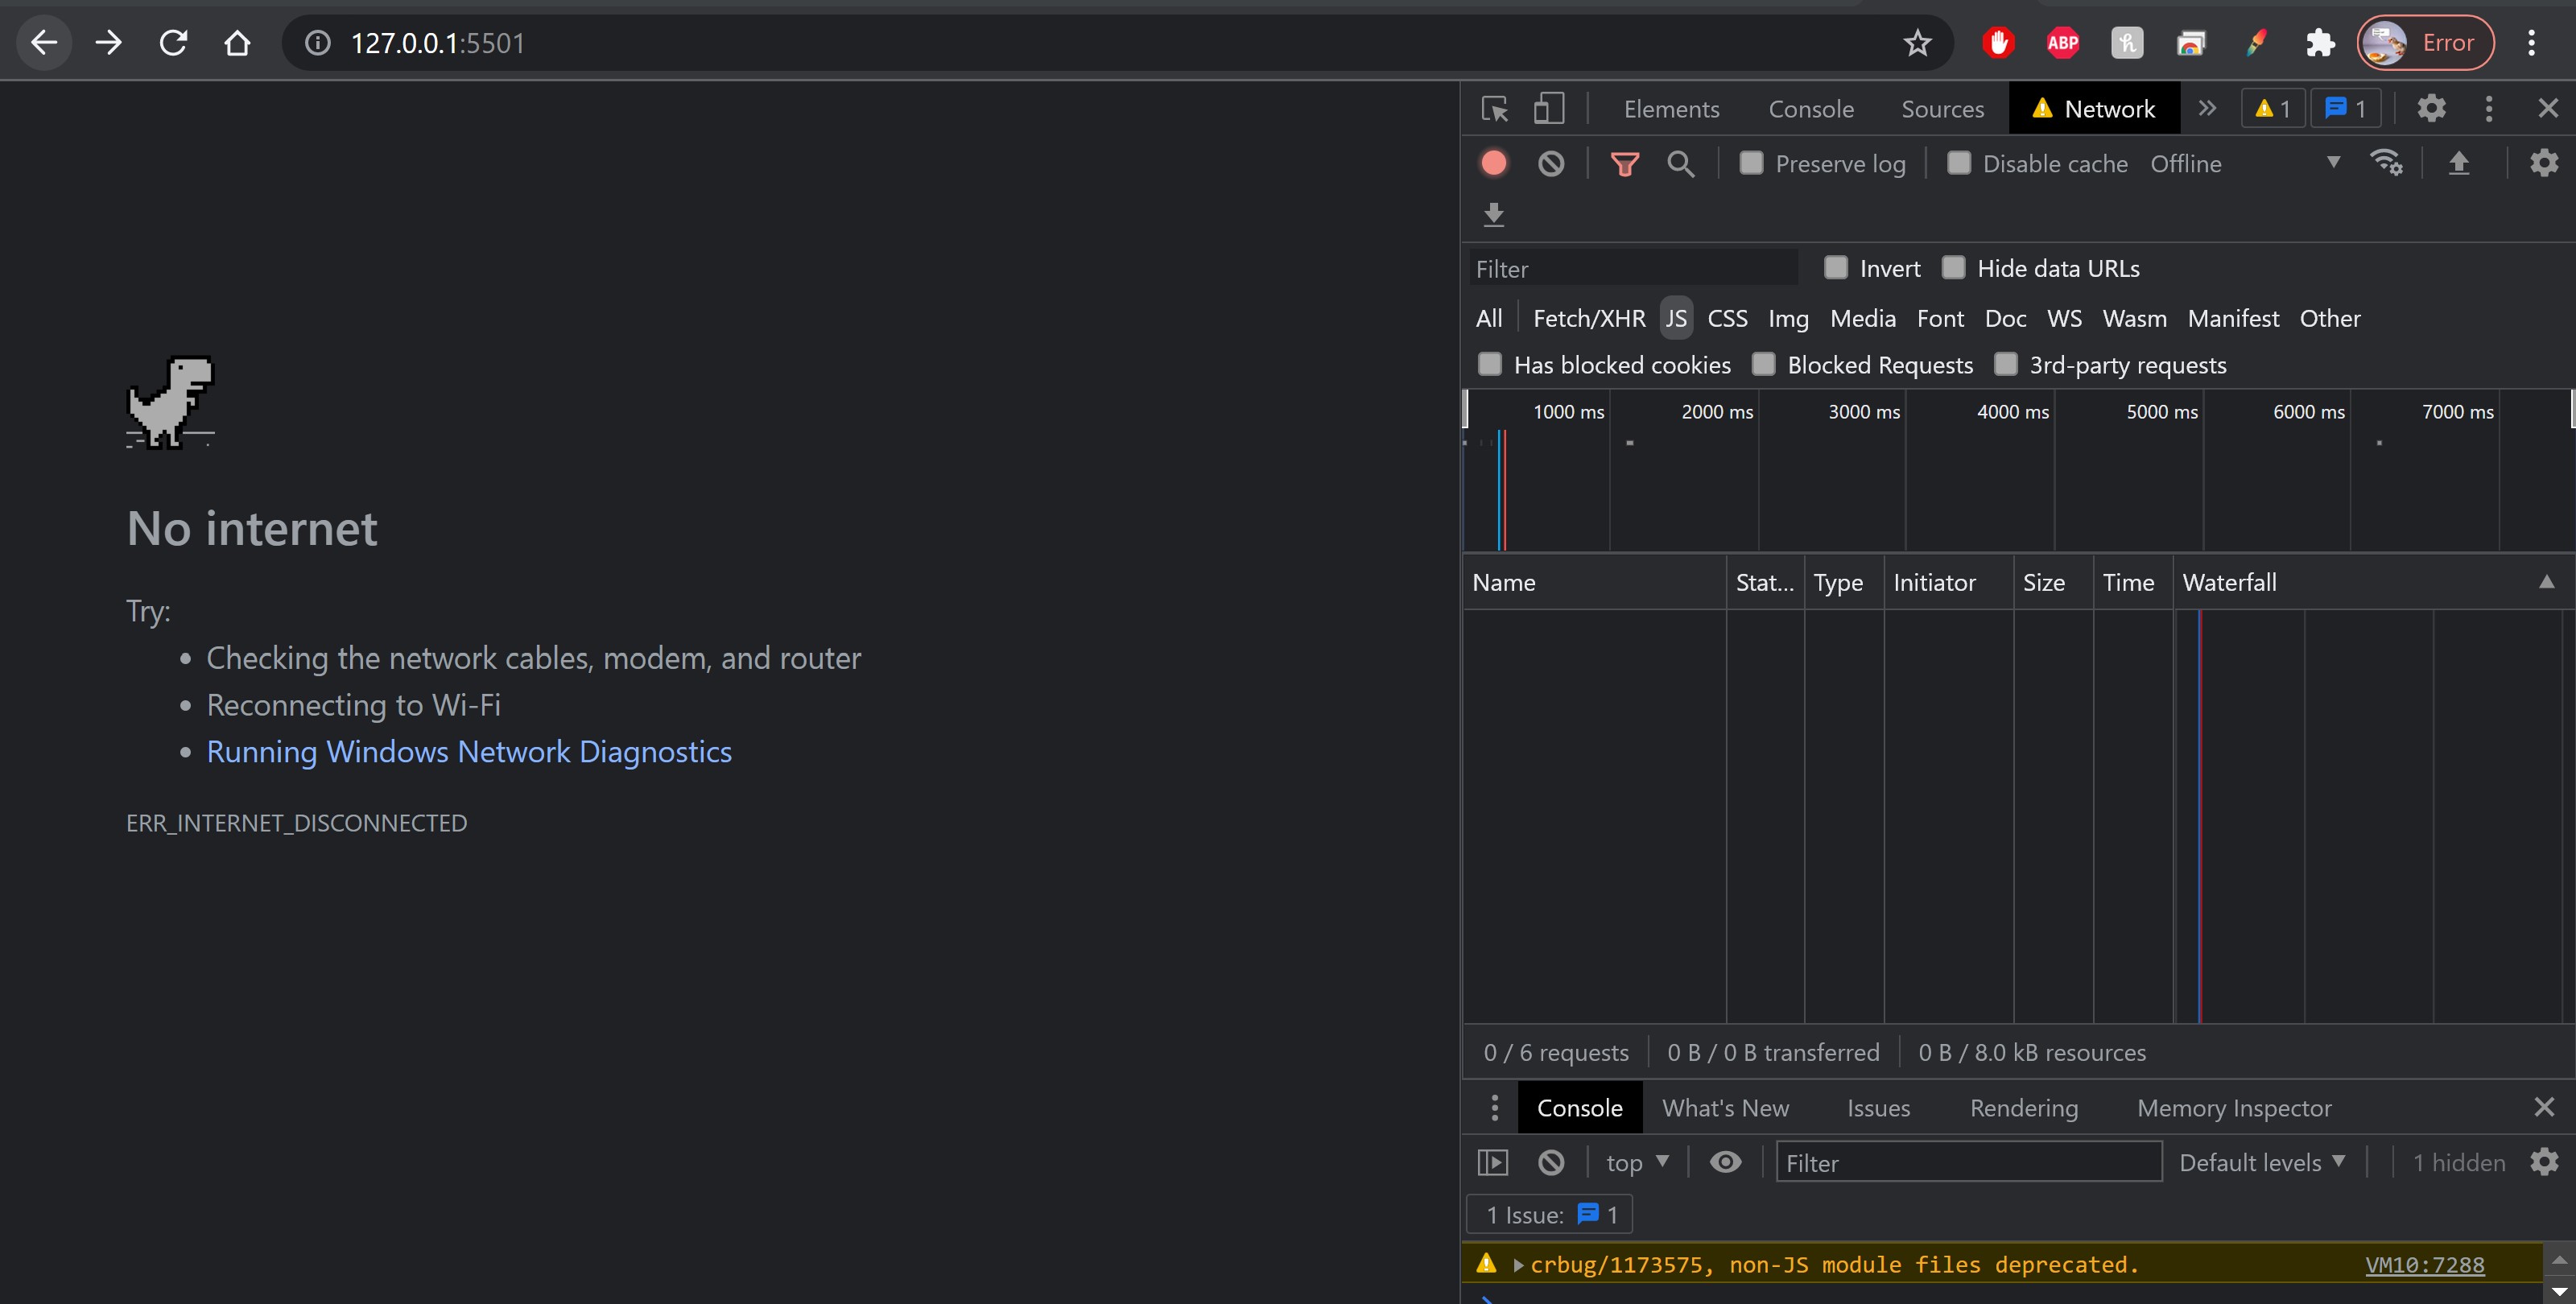 127.0.0.1:5501
ABP
h
Error
Elements Console Sources Network 1 1
Preserve log Disable cache Offline
Filter Invert Hide data URLs
All Fetch/XHR JS CSS Img Media Font Doc WS Wasm Manifest Other
Has blocked cookies Blocked Requests 3rd-party requests
1000 ms 2000 ms 3000 ms 4000 ms 5000 ms 6000 ms 7000 ms
No internet
Try:
Checking the network cables, modem, and router
Reconnecting to Wi-Fi
Running Windows Network Diagnostics
ERR_INTERNET_DISCONNECTED
Name Stat... Type Initiator Size Time Waterfall
0 / 6 requests 0 B / 0 B transferred 0 B / 8.0 kB resources
Console What's New Issues Rendering Memory Inspector
top Filter Default levels 1 hidden
1 Issue: 1
crbug/1173575, non-JS module files deprecated. VM10:7288